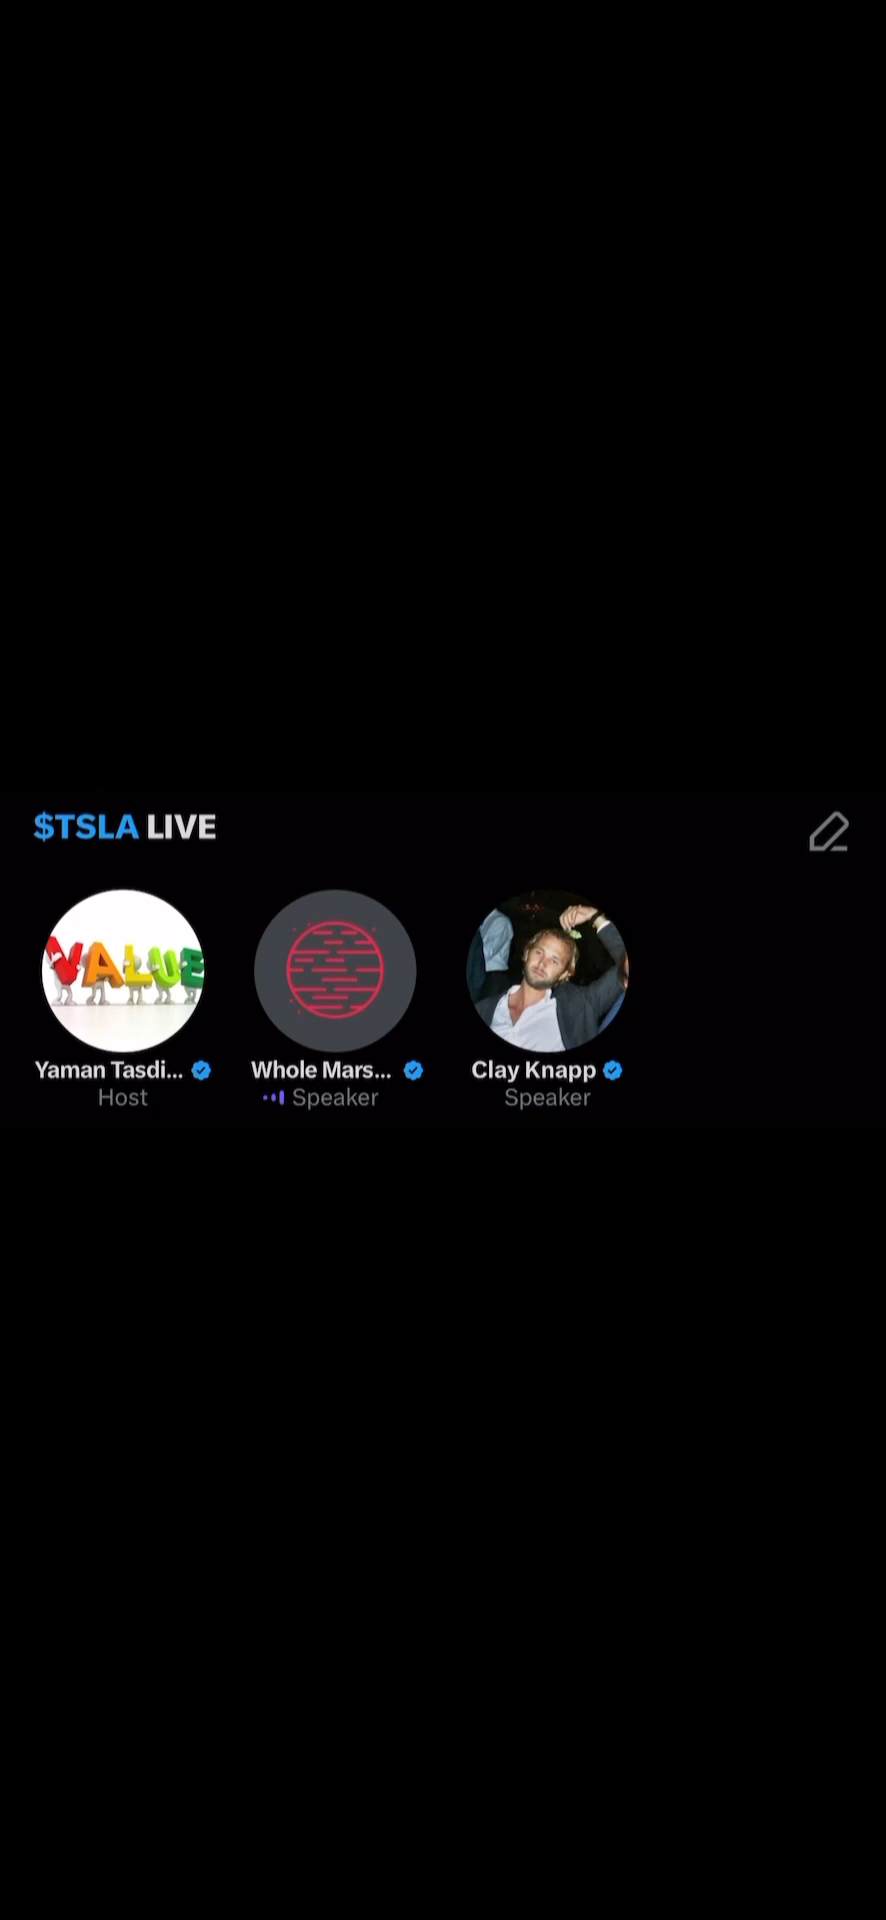 $TSLA LIVE
VALUE
Yaman Tasdi... Whole Mars... Clay Knapp
Host Speaker Speaker